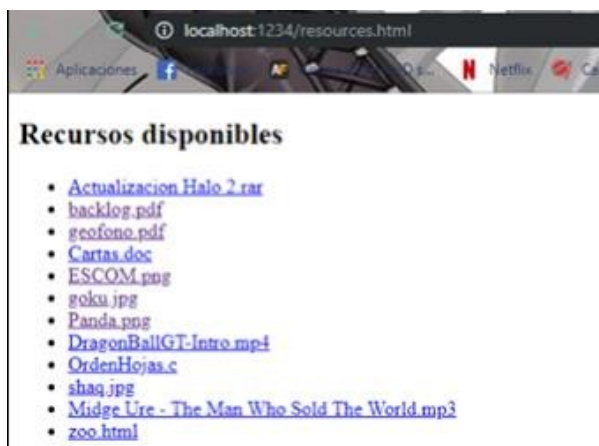 localhost:1234/resources.html
Aplicaciones
Netflix
Recursos disponibles
Actualizacion Halo 2.rar
backlog.pdf
geofono.pdf
Cartas.doc
ESCOM.png
goku.jpg
Panda.png
DragonBallGT-Intro.mp4
OrdenHojas.c
shaq.jpg
Midge Ure - The Man Who Sold The World.mp3
zoo.html